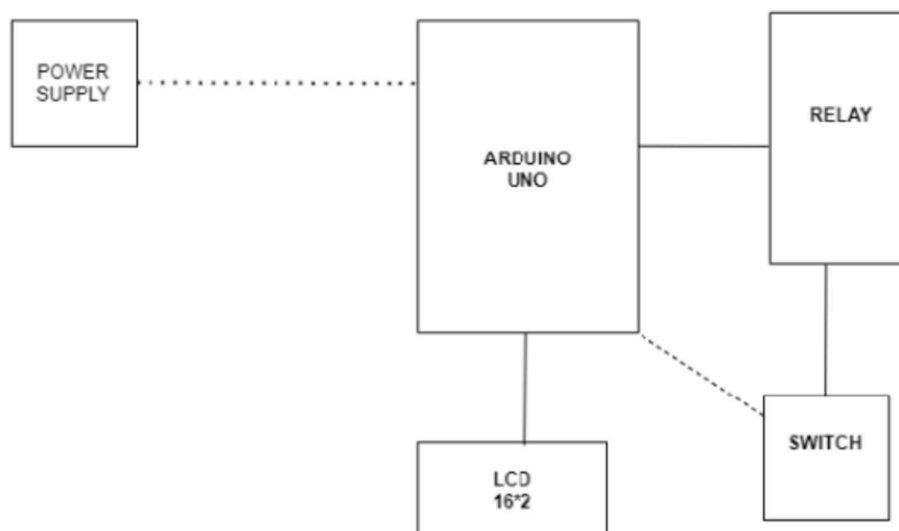 POWER
SUPPLY
ARDUINO
UNO
RELAY
LCD
16*2
SWITCH